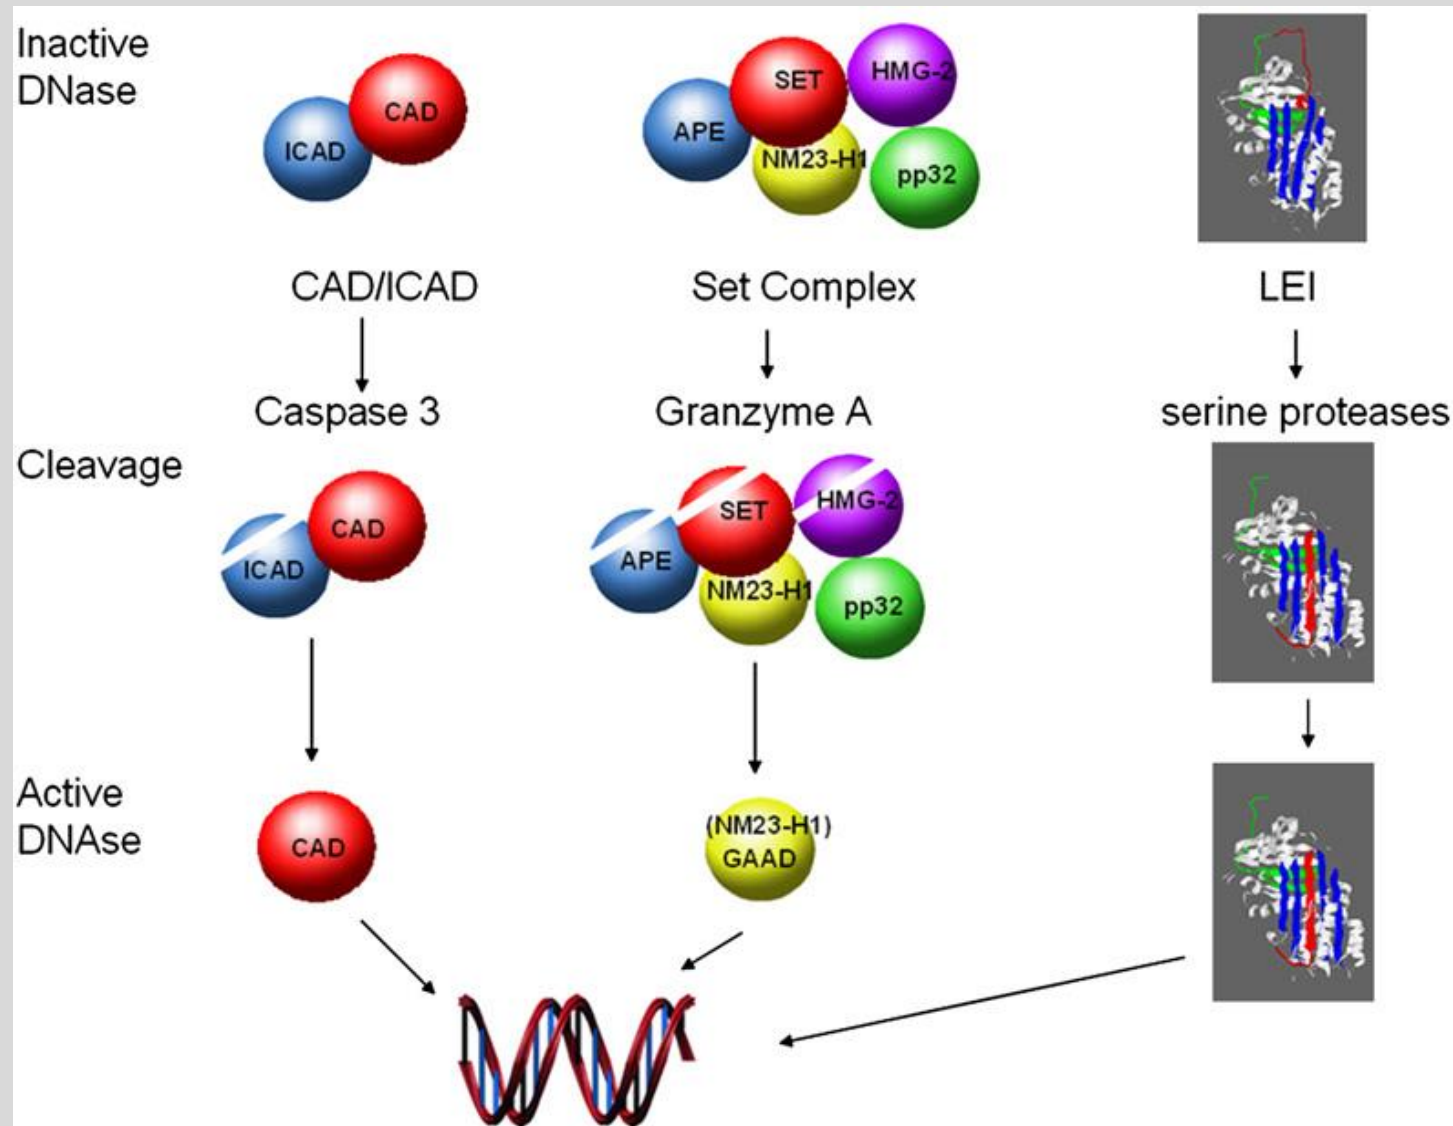 Inactive
DNase
ICAD
CAD
APE
SET
HMG-2
NM23-H1
pp32
CAD/ICAD
Set Complex
LEI
Caspase 3
Granzyme A
serine proteases
Cleavage
ICAD
CAD
APE
SET
HMG-2
NM23-H1
pp32
Active
DNAse
CAD
(NM23-H1)
GAAD